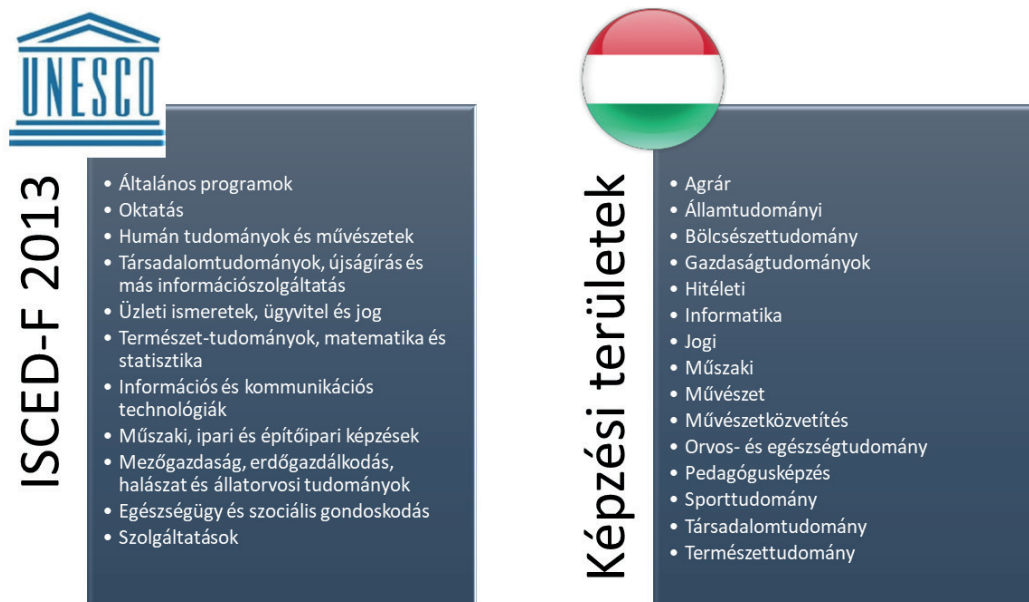 UNESCO
ISCED-F 2013
• Általános programok
• Oktatás
• Humán tudományok és művészetek
• Társadalomtudományok, újságírás és
más információszolgáltatás
• Üzleti ismeretek, ügyvitel és jog
• Természet-tudományok, matematika és
statisztika
• Információs és kommunikációs
technológiák
• Műszaki, ipari és építőipari képzések
• Mezőgazdaság, erdőgazdálkodás,
halászat és állatorvosi tudományok
• Egészségügy és szociális gondoskodás
• Szolgáltatások
Képzési területek
• Agrár
• Államtudományi
• Bölcsészettudomány
• Gazdaságtudományok
• Hitéleti
• Informatika
• Jogi
• Műszaki
• Művészet
• Művészetközvetítés
• Orvos- és egészségtudomány
• Pedagógusképzés
• Sporttudomány
• Társadalomtudomány
• Természettudomány